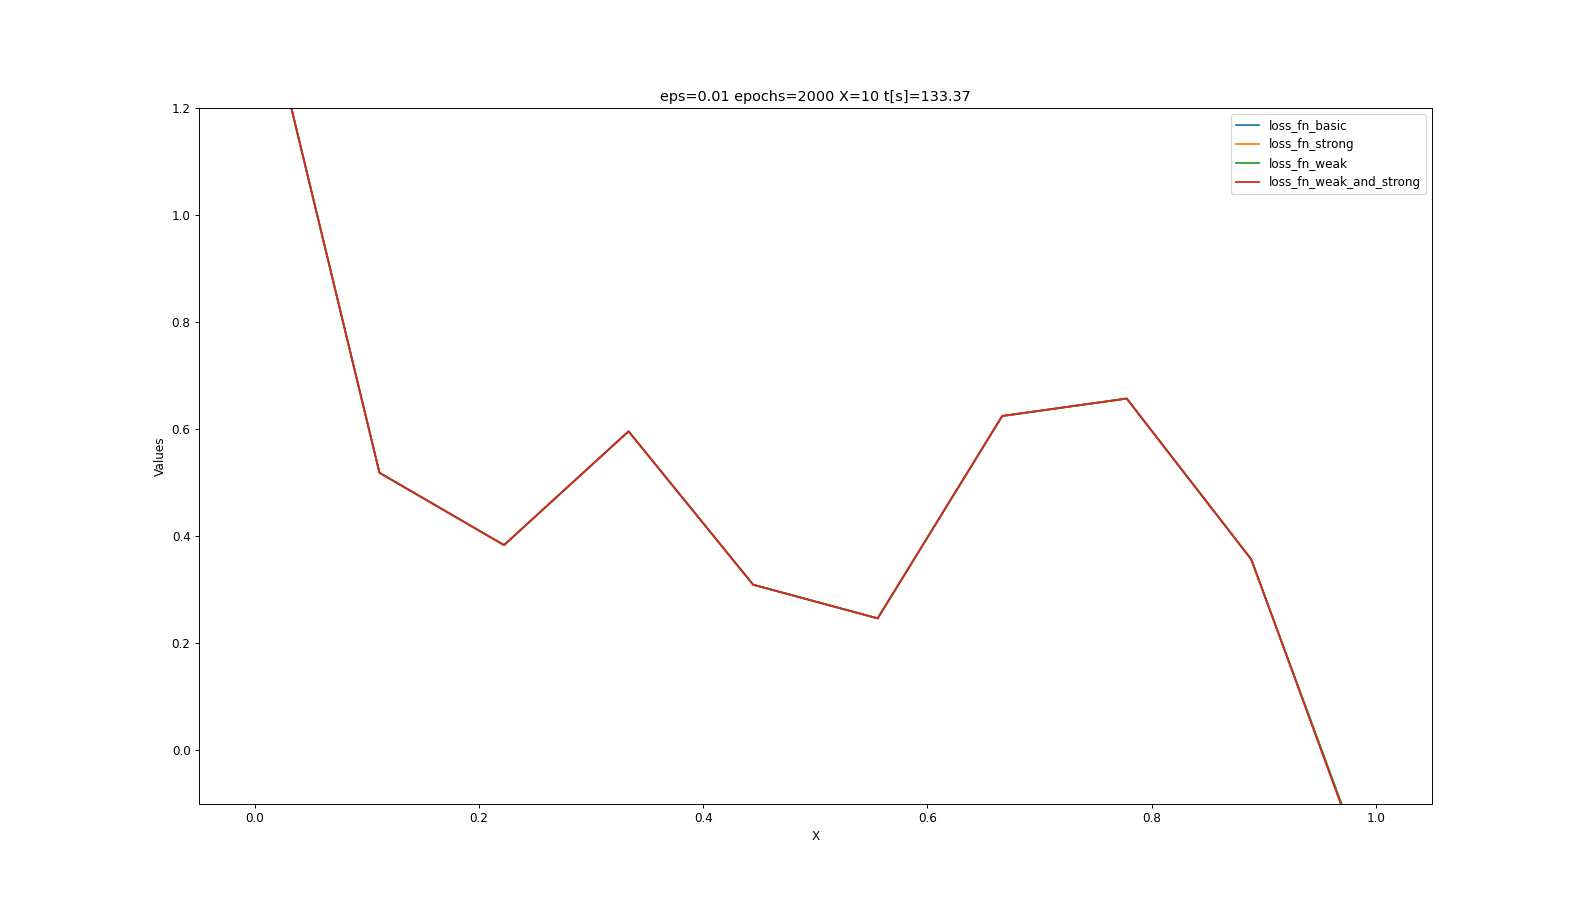 eps=0.01 epochs=2000 X=10 t[s]=133.37
1.2
1.0
0.8
0.6
0.4
0.2
0.0
Values
loss_fn_basic
loss_fn_strong
loss_fn_weak
loss_fn_weak_and_strong
0.0 0.2 0.4 0.6 0.8 1.0
X